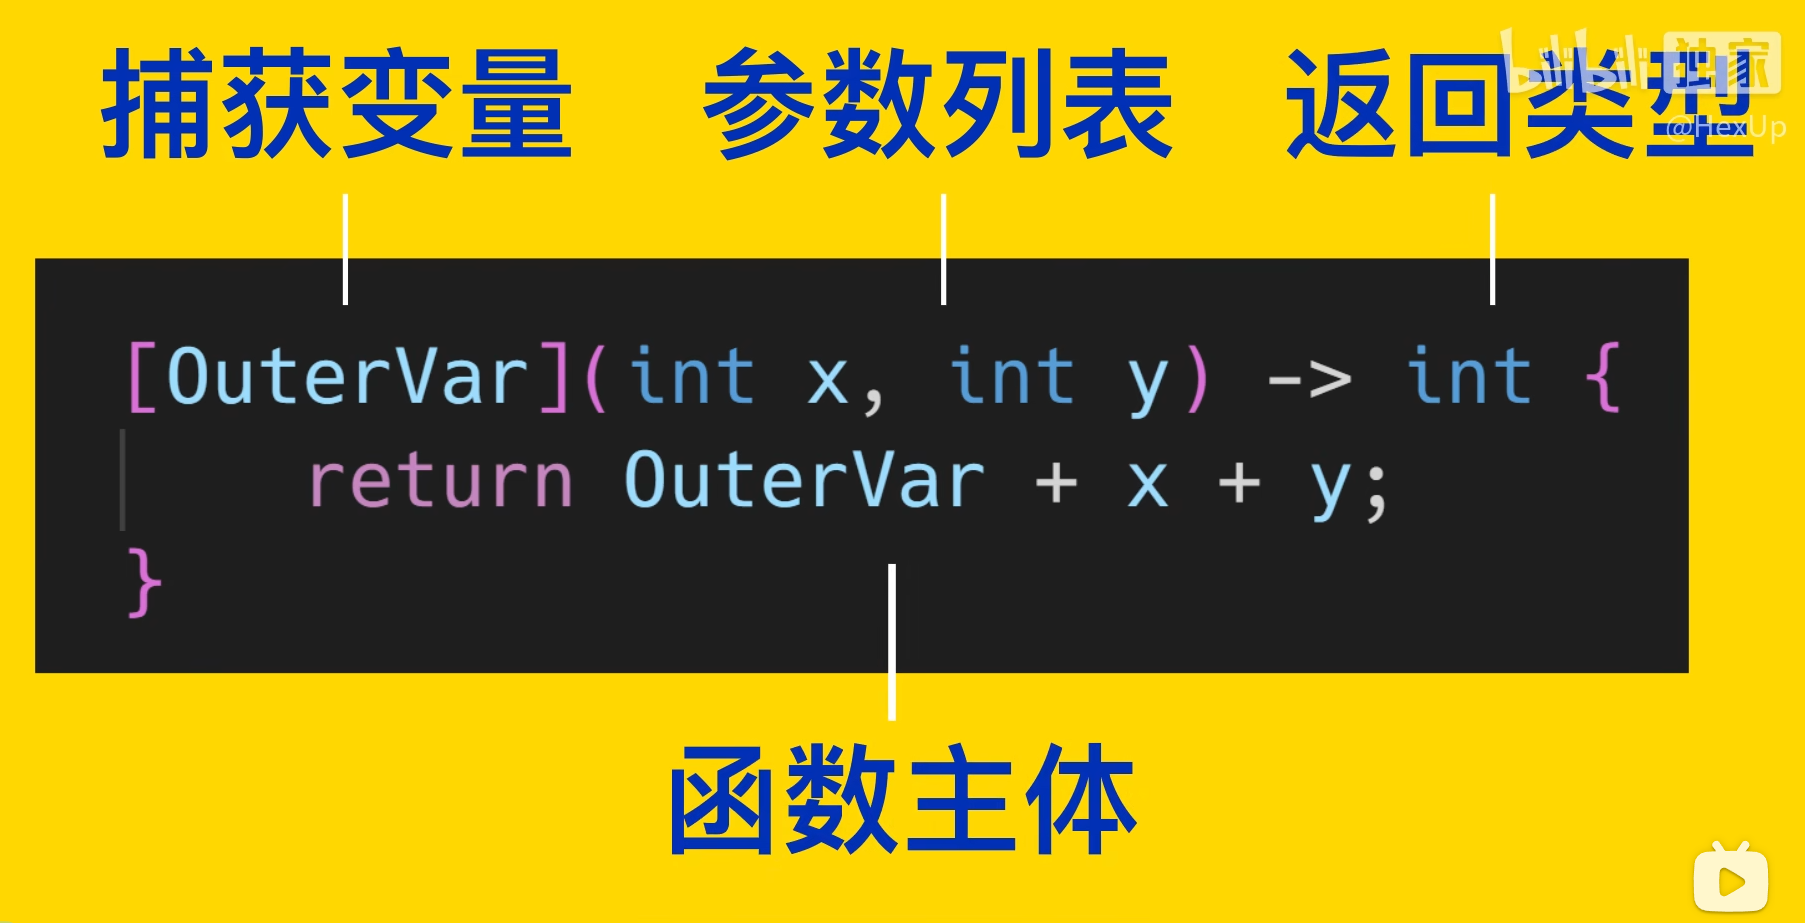 捕获变量 参数列表 返回类型
bilibili 独家
@HexUp
[OuterVar](int x, int y) -> int {
return OuterVar + x + y;
}
函数主体